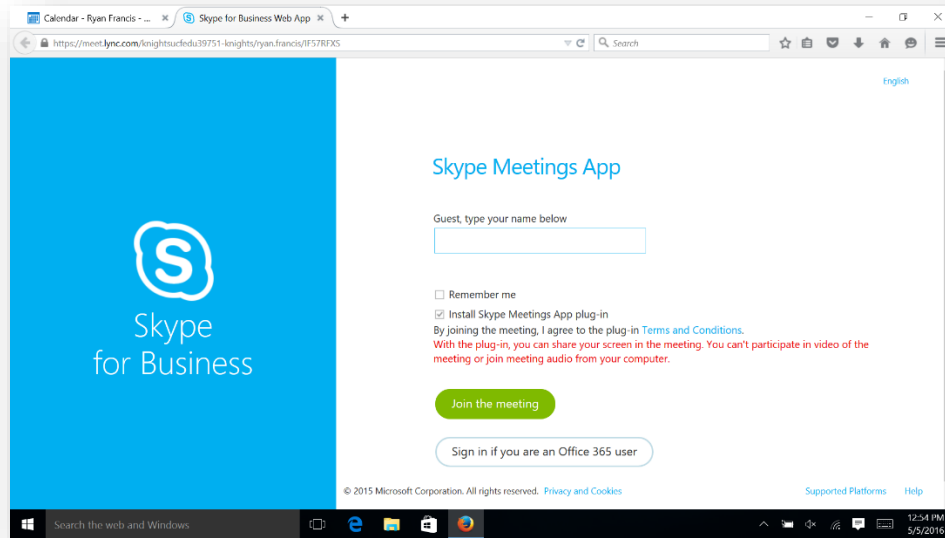 Calendar - Ryan Francis - ...
Skype for Business Web App
https://meet.lync.com/knightsucfedu39751-knights/ryan.francis/IF57RFXS
Search
English
Skype Meetings App
Guest, type your name below
Remember me
Install Skype Meetings App plug-in
By joining the meeting, I agree to the plug-in Terms and Conditions.
With the plug-in, you can share your screen in the meeting. You can't participate in video of the
meeting or join meeting audio from your computer.
Join the meeting
Sign in if you are an Office 365 user
Skype
for Business
© 2015 Microsoft Corporation. All rights reserved. Privacy and Cookies
Supported Platforms Help
Search the web and Windows
12:54 PM
5/5/2016